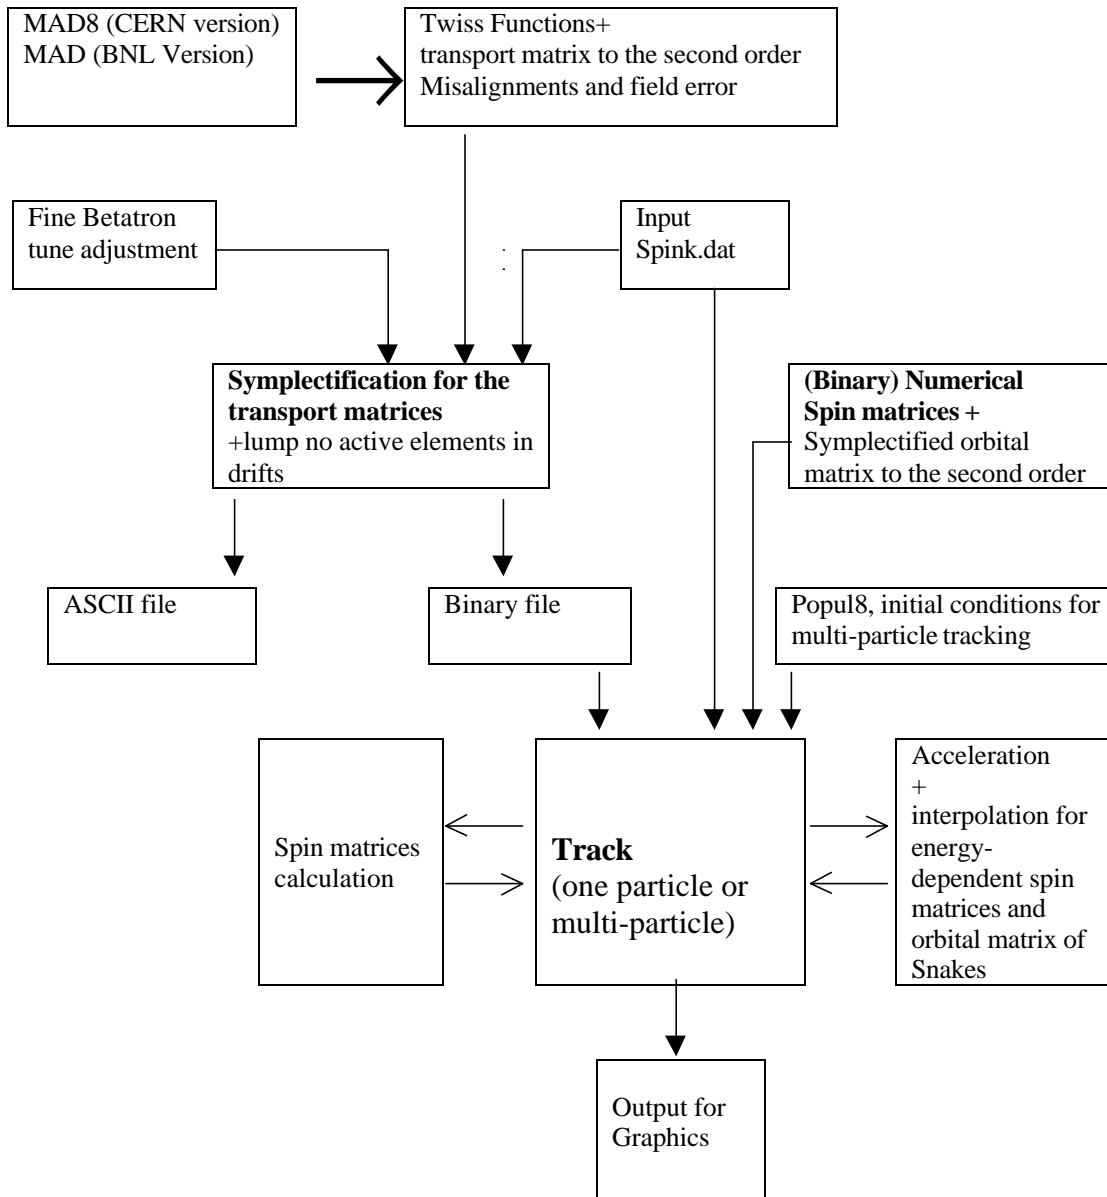 MAD8 (CERN version)
MAD (BNL Version)
Twiss Functions+
transport matrix to the second order
Misalignments and field error
Fine Betatron
tune adjustment
Input
Spink.dat
Symplectification for the
transport matrices
+lump no active elements in
drifts
(Binary) Numerical
Spin matrices +
Symplectified orbital
matrix to the second order
ASCII file
Binary file
Popul8, initial conditions for
multi-particle tracking
Spin matrices
calculation
Track
(one particle or
multi-particle)
Acceleration
+
interpolation for
energy-
dependent spin
matrices and
orbital matrix of
Snakes
Output for
Graphics